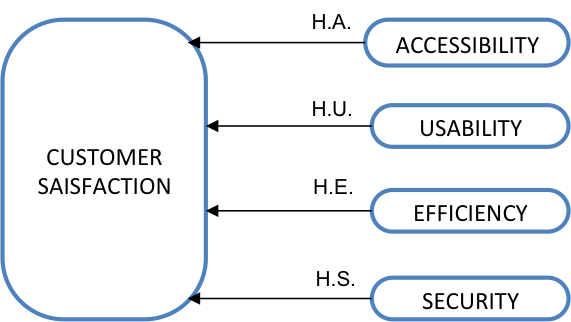 H.A.
ACCESSIBILITY
H.U.
USABILITY
CUSTOMER
SAISFACTION
H.E.
EFFICIENCY
H.S.
SECURITY